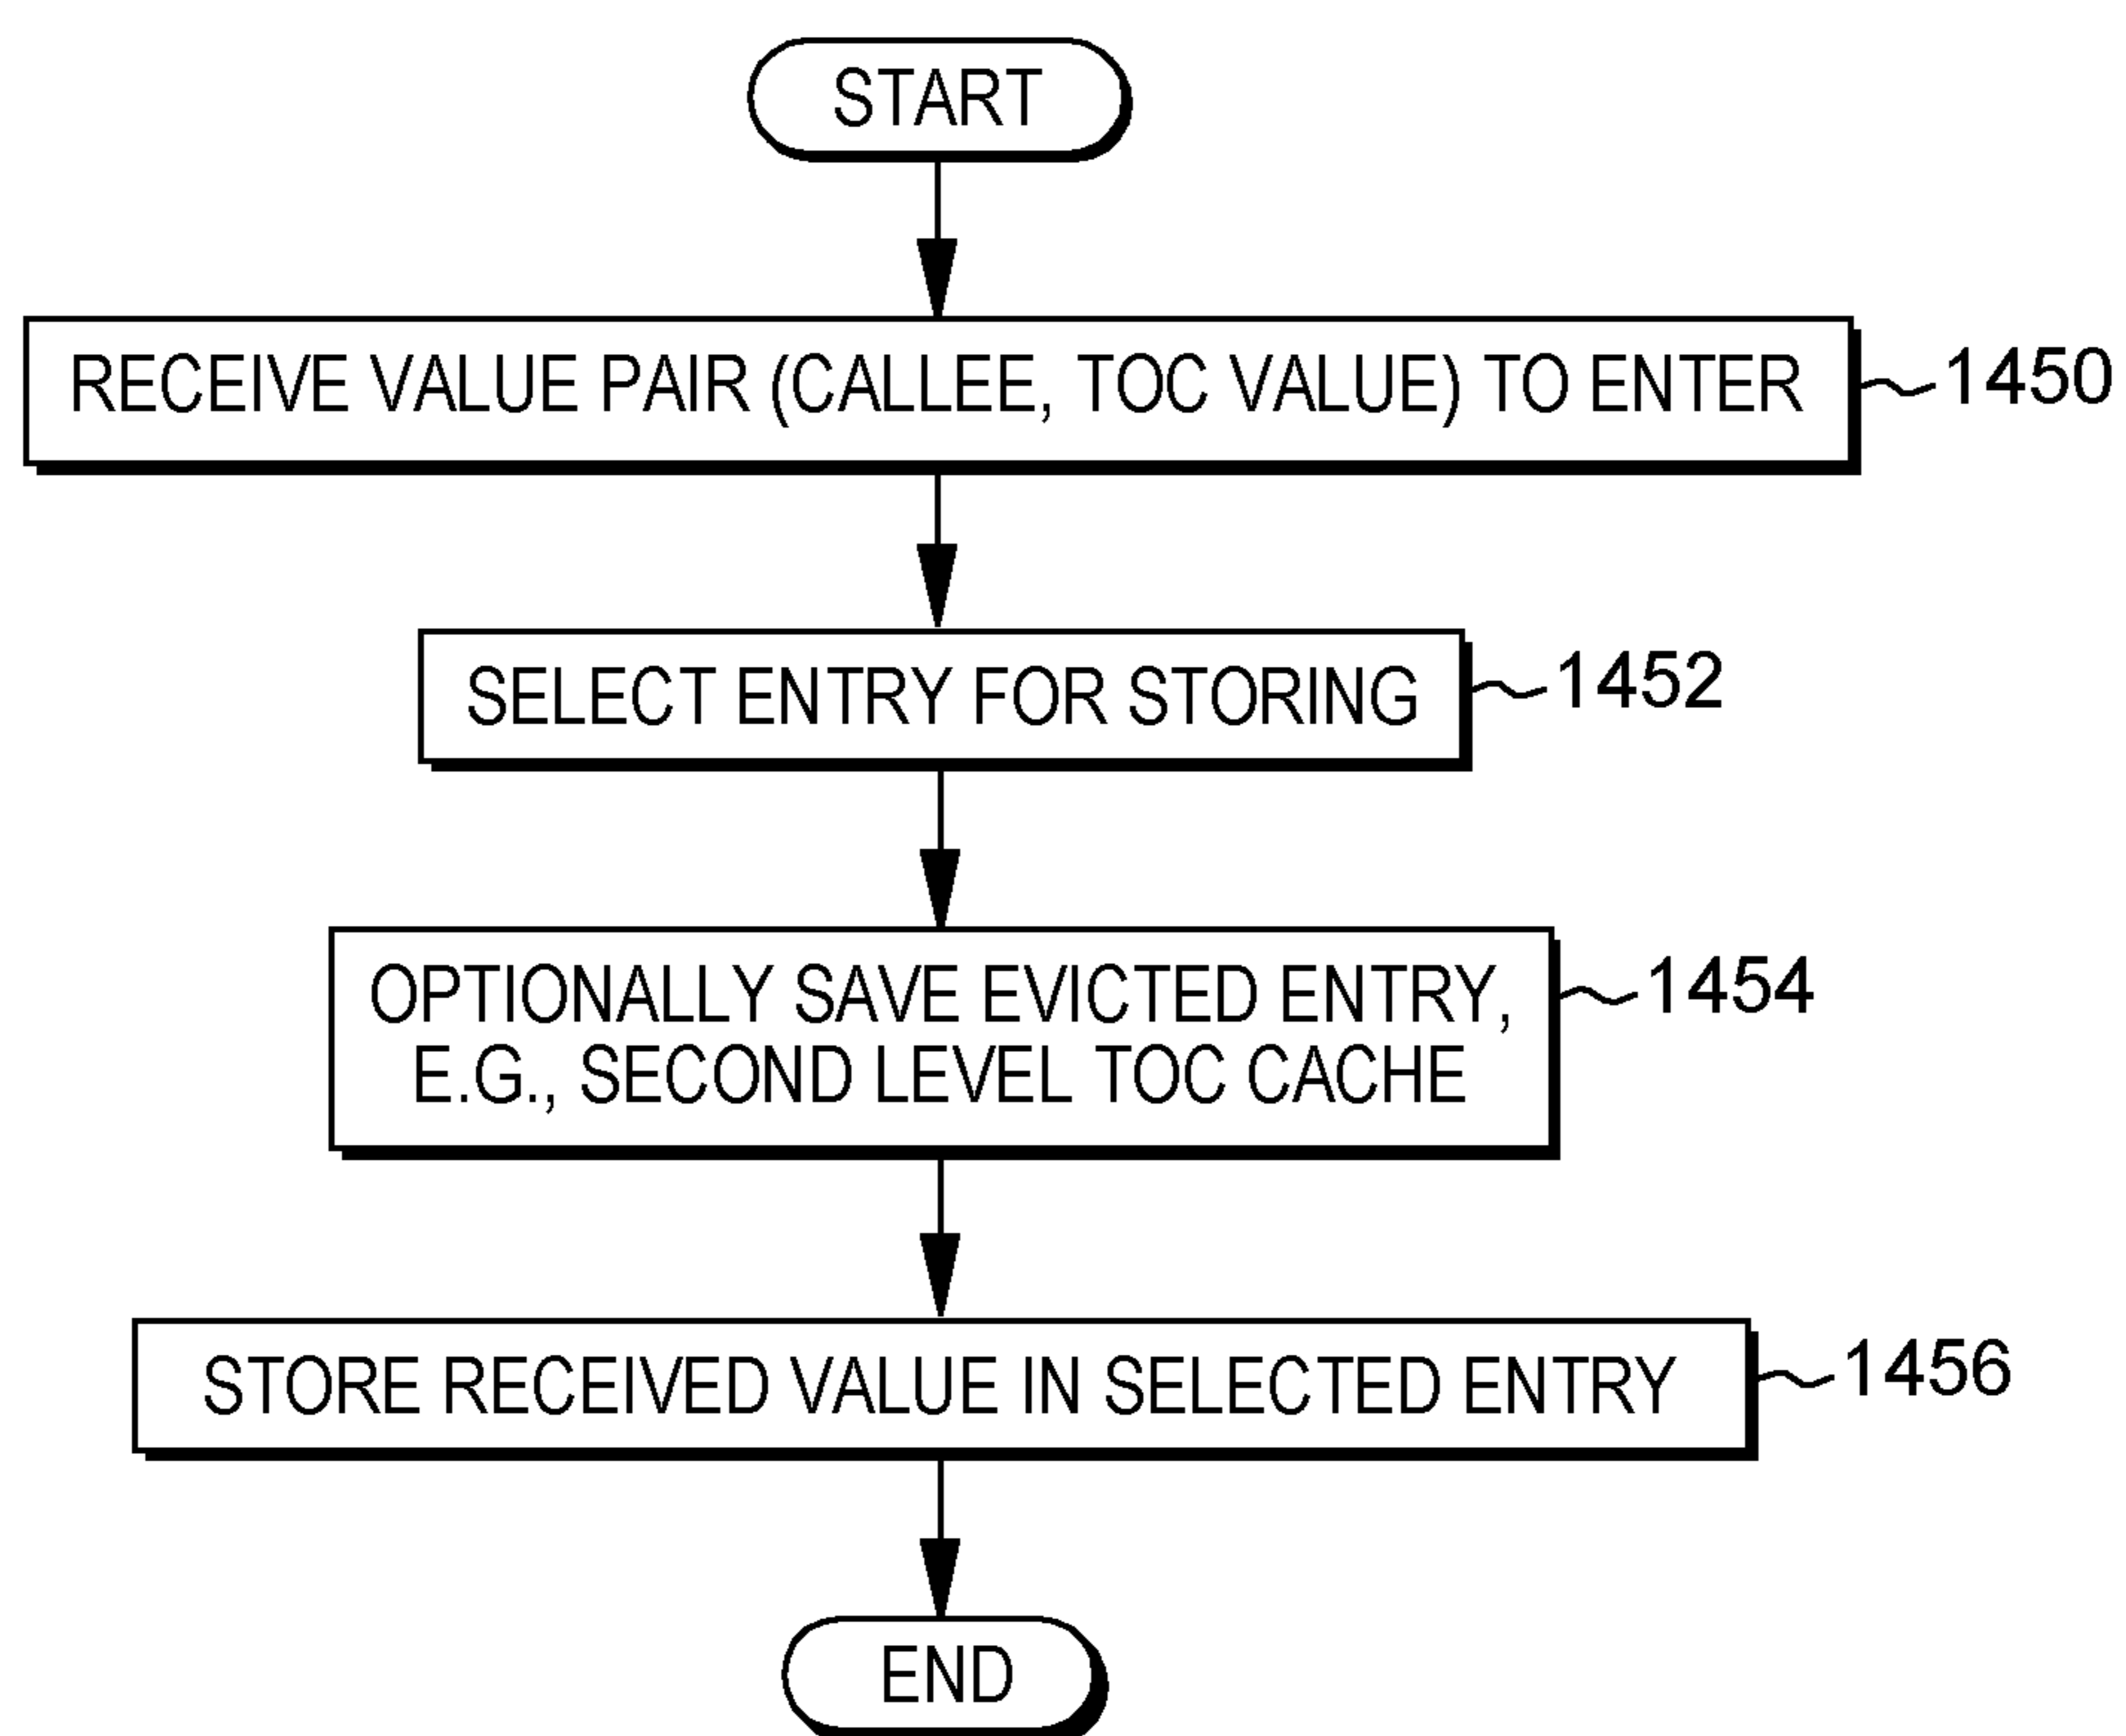 START
RECEIVE VALUE PAIR (CALLEE, TOC VALUE) TO ENTER
1450
SELECT ENTRY FOR STORING
1452
OPTIONALLY SAVE EVICTED ENTRY,
E.G., SECOND LEVEL TOC CACHE
1454
STORE RECEIVED VALUE IN SELECTED ENTRY
1456
END